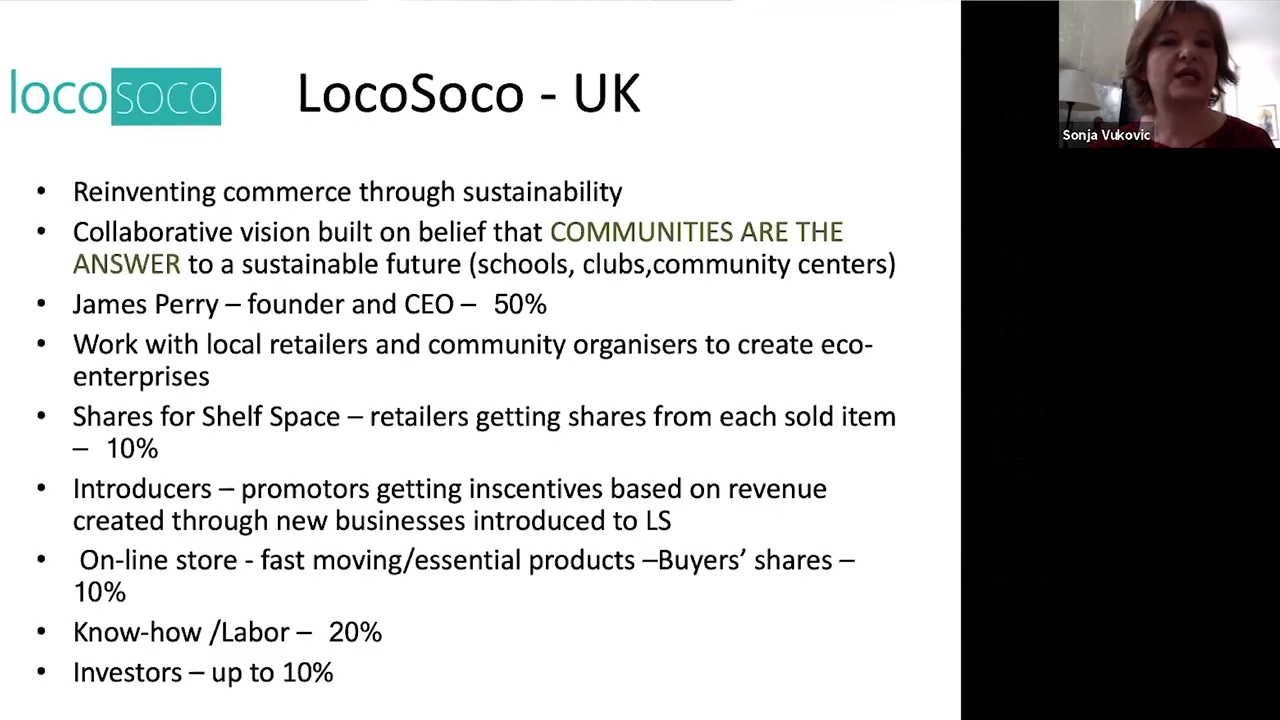 locosoco
LocoSoco - UK
Sonja Vukovic
• Reinventing commerce through sustainability
• Collaborative vision built on belief that COMMUNITIES ARE THE
ANSWER to a sustainable future (schools, clubs,community centers)
• James Perry – founder and CEO – 50%
• Work with local retailers and community organisers to create eco-
enterprises
• Shares for Shelf Space – retailers getting shares from each sold item
– 10%
• Introducers – promotors getting inscentives based on revenue
created through new businesses introduced to LS
• On-line store - fast moving/essential products –Buyers’ shares –
10%
• Know-how /Labor – 20%
• Investors – up to 10%